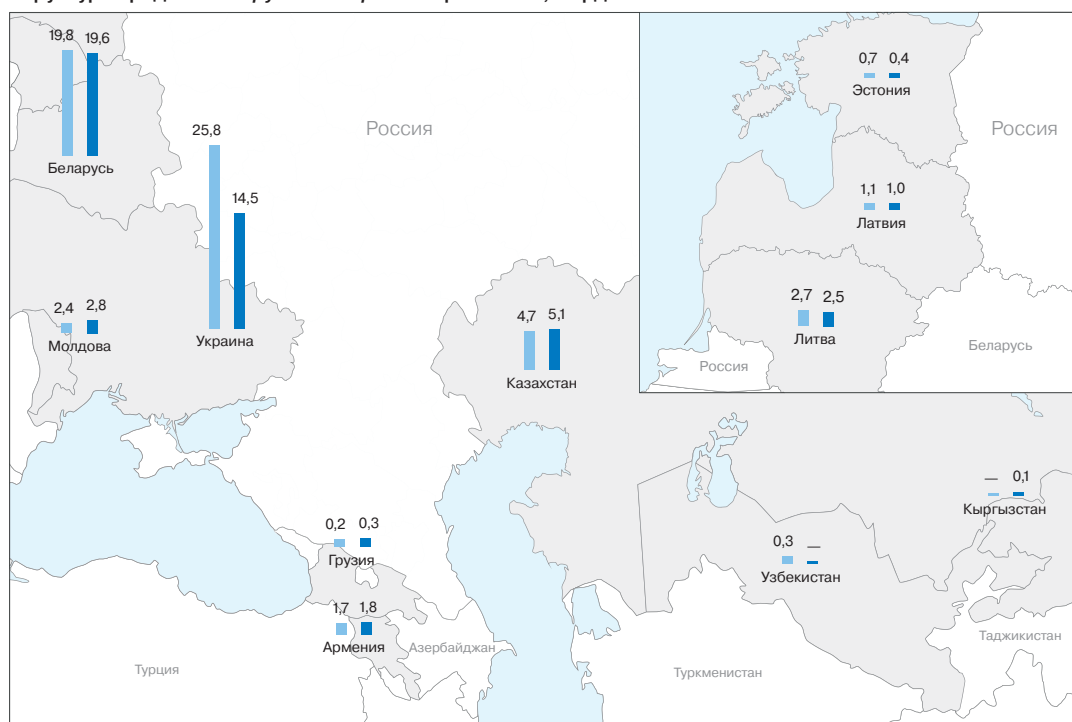 19,8 19,6
Беларусь
25,8
14,5
Украина
2,4 2,8
Молдова
Россия
4,7 5,1
Казахстан
0,2 0,3
Грузия
1,7 1,8
Армения
Азербайджан
Турция
Туркменистан
0,3 —
Узбекистан
— 0,1
Кыргызстан
Таджикистан
0,7 0,4
Эстония
Россия
1,1 1,0
Латвия
2,7 2,5
Литва
Беларусь
Россия